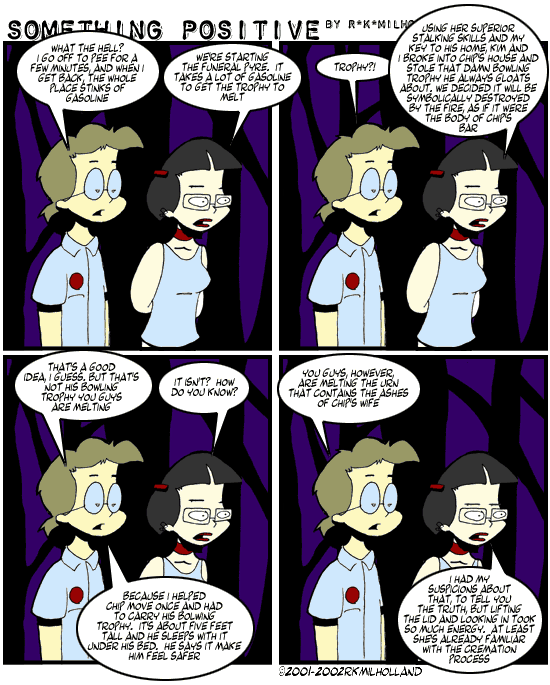 SOMETHING POSITIVE BY R*K*MILHO
WHAT THE HELL?
I GO OFF TO PEE FOR A
FEW MINUTES, AND WHEN I
GET BACK, THE WHOLE
PLACE STINKS OF
GASOLINE
WE'RE STARTING
THE FUNERAL PYRE. IT
TAKES A LOT OF GASOLINE
TO GET THE TROPHY TO
MELT
TROPHY?!
USING HER SUPERIOR
STALKING SKILLS AND MY
KEY TO HIS HOME, KIM AND
I BROKE INTO CHIP'S HOUSE AND
STOLE THAT DAMN BOWLING
TROPHY HE ALWAYS GLOATS
ABOUT. WE DECIDED IT WILL BE
SYMBOLICALLY DESTROYED
BY THE FIRE, AS IF IT WERE
THE BODY OF CHIP'S
BAR
THAT'S A GOOD
IDEA, I GUESS. BUT THAT'S
NOT HIS BOWLING
TROPHY YOU GUYS
ARE MELTING
IT ISN'T? HOW
DO YOU KNOW?
BECAUSE I HELPED
CHIP MOVE ONCE AND HAD
TO CARRY HIS BOLWING
TROPHY. IT'S ABOUT FIVE FEET
TALL AND HE SLEEPS WITH IT
UNDER HIS BED. HE SAYS IT MAKE
HIM FEEL SAFER
YOU GUYS, HOWEVER,
ARE MELTING THE URN
THAT CONTAINS THE ASHES
OF CHIP'S WIFE
I HAD MY
SUSPICIONS ABOUT
THAT, TO TELL YOU
THE TRUTH, BUT LIFTING
THE LID AND LOOKING IN TOOK
SO MUCH ENERGY. AT LEAST
SHE'S ALREADY FAMILIAR
WITH THE CREMATION
PROCESS
©2001-2002RKMILHOLLAND